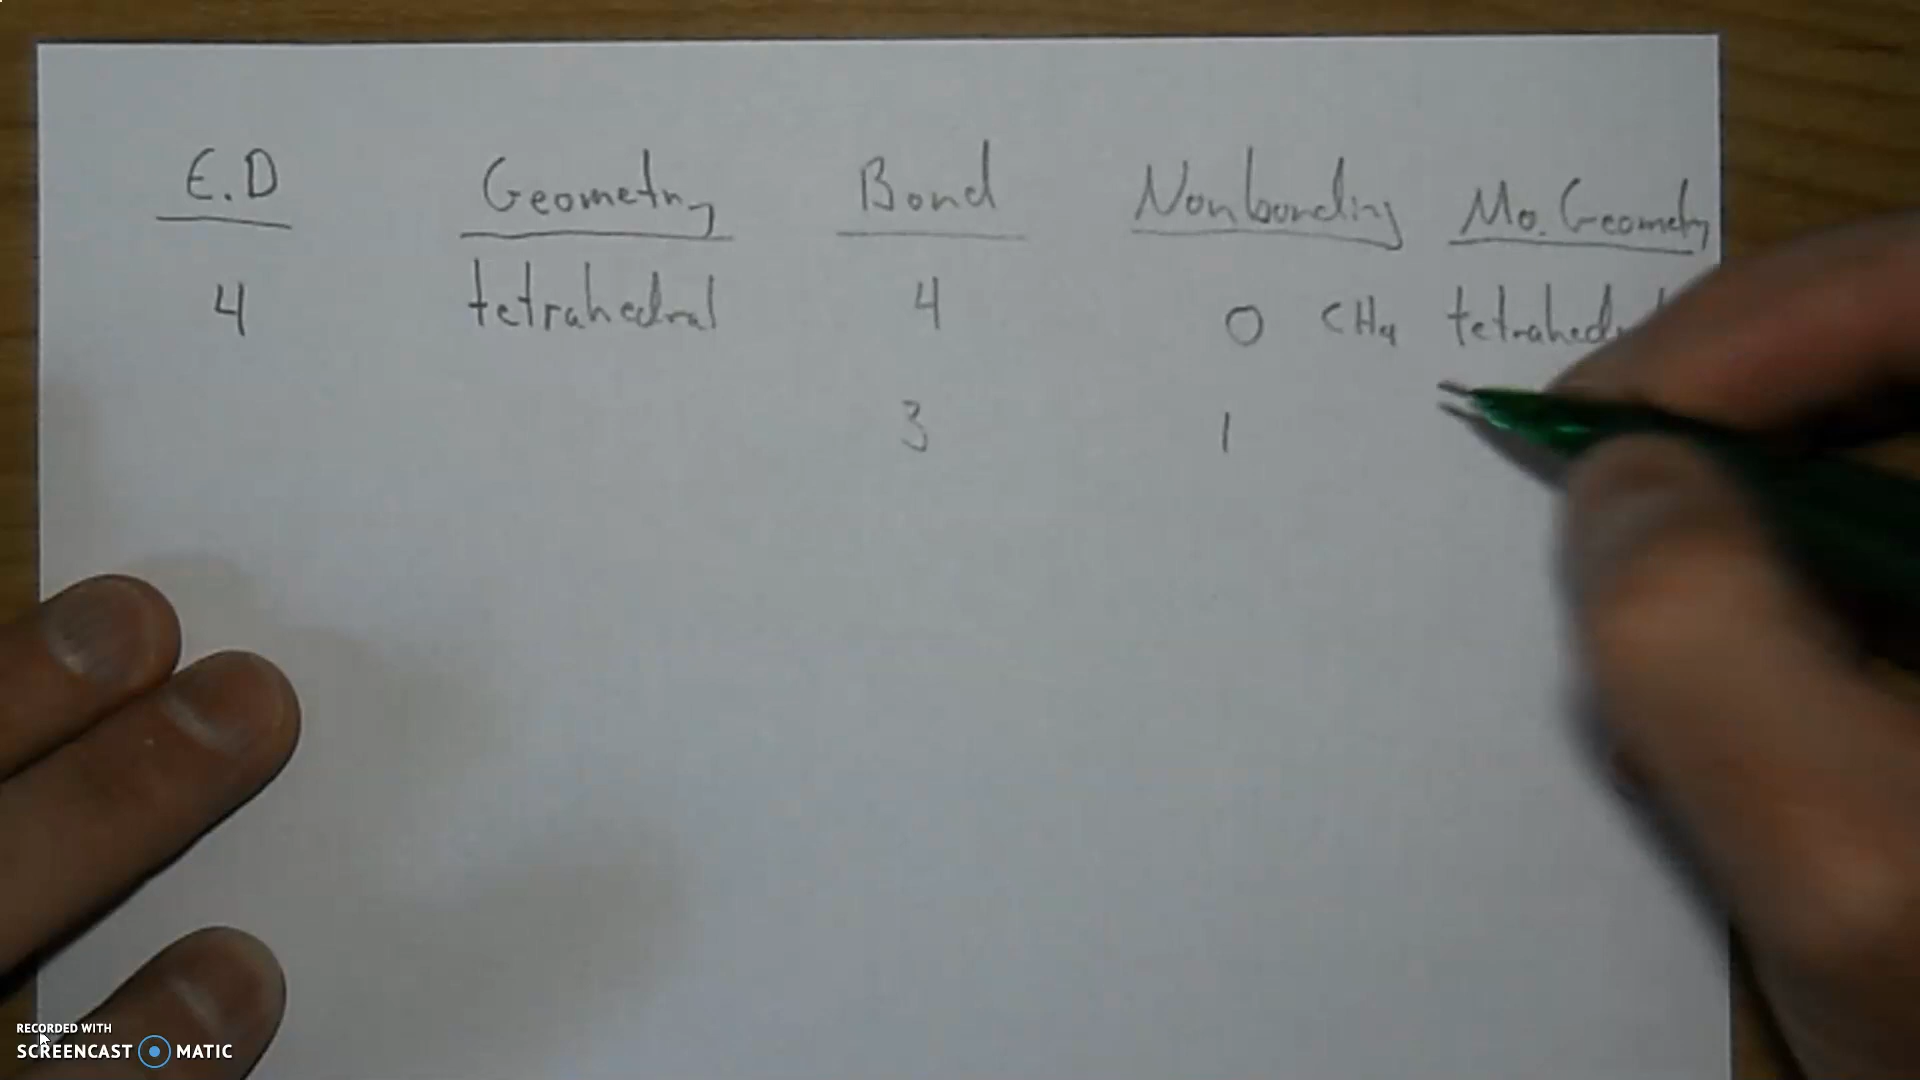 E.D Geometry Bond Nonbonding Mo. Geometry
4 tetrahedral 4 0 CH4
3 1
RECORDED WITH
SCREENCAST MATIC